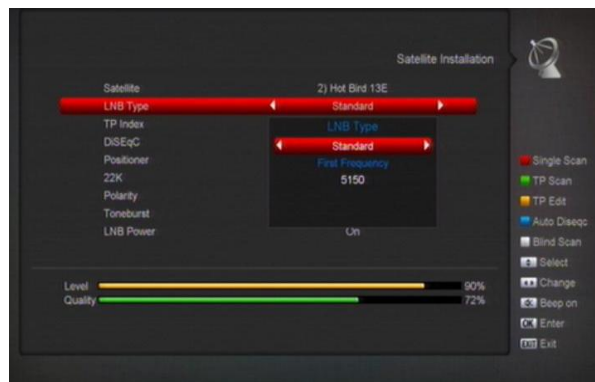 Satellite Installation
Satellite 2) Hot Bird 13E
LNB Type Standard
TP Index
DiSEqC
Positioner
22K
Polarity
Toneburst
LNB Power On
LNB Type
Standard
First Frequency
5150
Level 90%
Quality 72%
Single Scan
TP Scan
TP Edit
Auto Diseqc
Blind Scan
Select
Change
Beep on
OK Enter
EXIT Exit